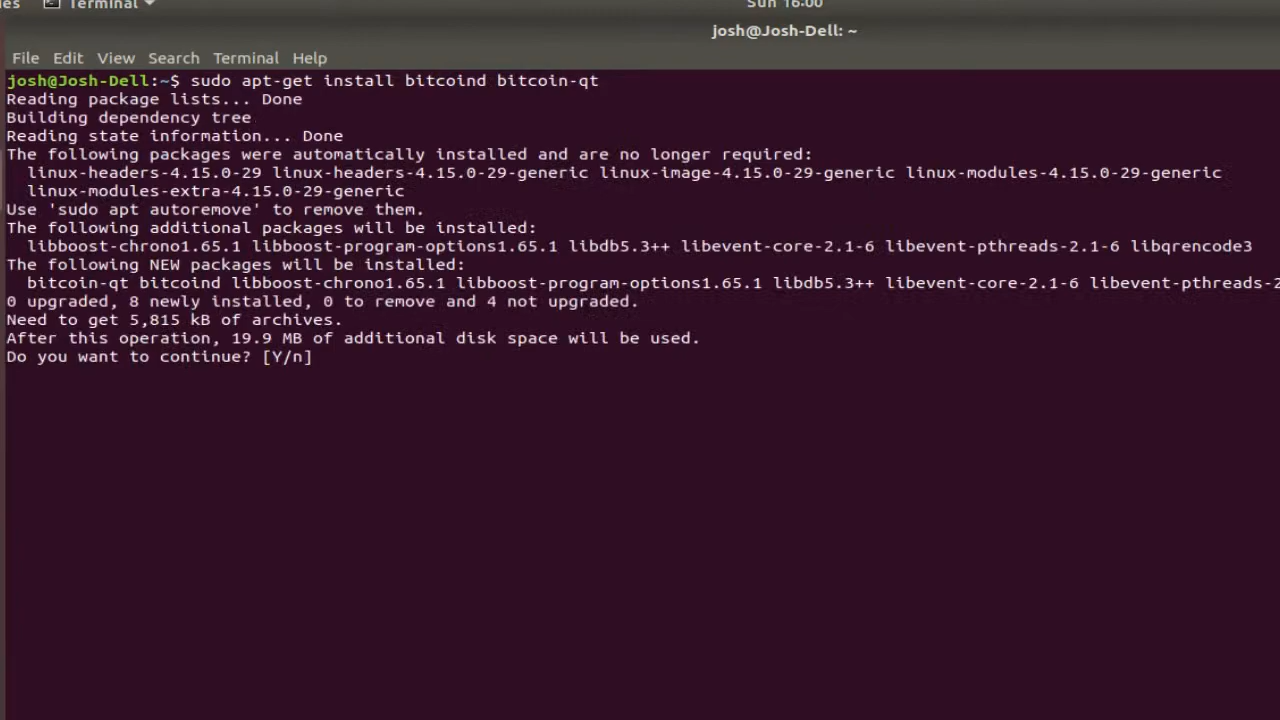 Terminal
Sun 16:00
josh@Josh-Dell: ~
File Edit View Search Terminal Help
josh@Josh-Dell:~$ sudo apt-get install bitcoind bitcoin-qt
Reading package lists... Done
Building dependency tree
Reading state information... Done
The following packages were automatically installed and are no longer required:
linux-headers-4.15.0-29 linux-headers-4.15.0-29-generic linux-image-4.15.0-29-generic linux-modules-4.15.0-29-generic
linux-modules-extra-4.15.0-29-generic
Use 'sudo apt autoremove' to remove them.
The following additional packages will be installed:
libboost-chrono1.65.1 libboost-program-options1.65.1 libdb5.3++ libevent-core-2.1-6 libevent-pthreads-2.1-6 libqrencode3
The following NEW packages will be installed:
bitcoin-qt bitcoind libboost-chrono1.65.1 libboost-program-options1.65.1 libdb5.3++ libevent-core-2.1-6 libevent-pthreads-2
0 upgraded, 8 newly installed, 0 to remove and 4 not upgraded.
Need to get 5,815 kB of archives.
After this operation, 19.9 MB of additional disk space will be used.
Do you want to continue? [Y/n]